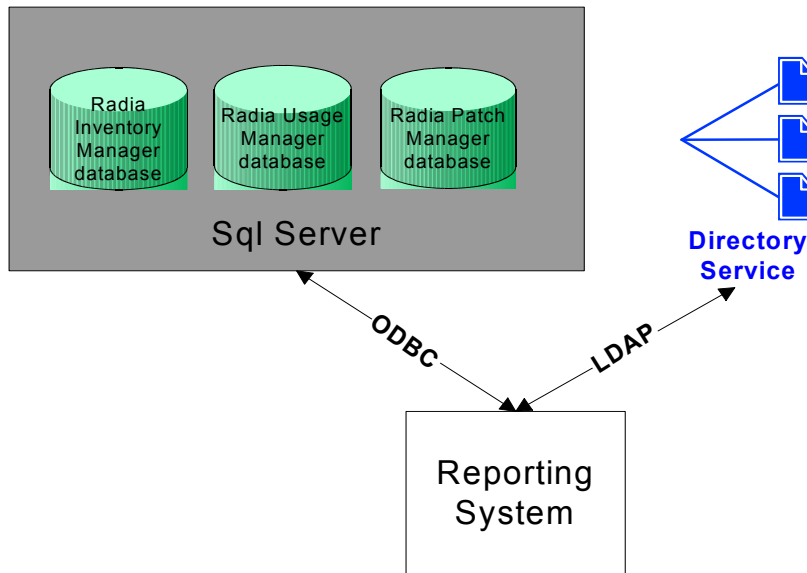 Radia
Inventory
Manager
database
Radia Usage
Manager
database
Radia Patch
Manager
database
Sql Server
Directory
Service
ODBC
LDAP
Reporting
System